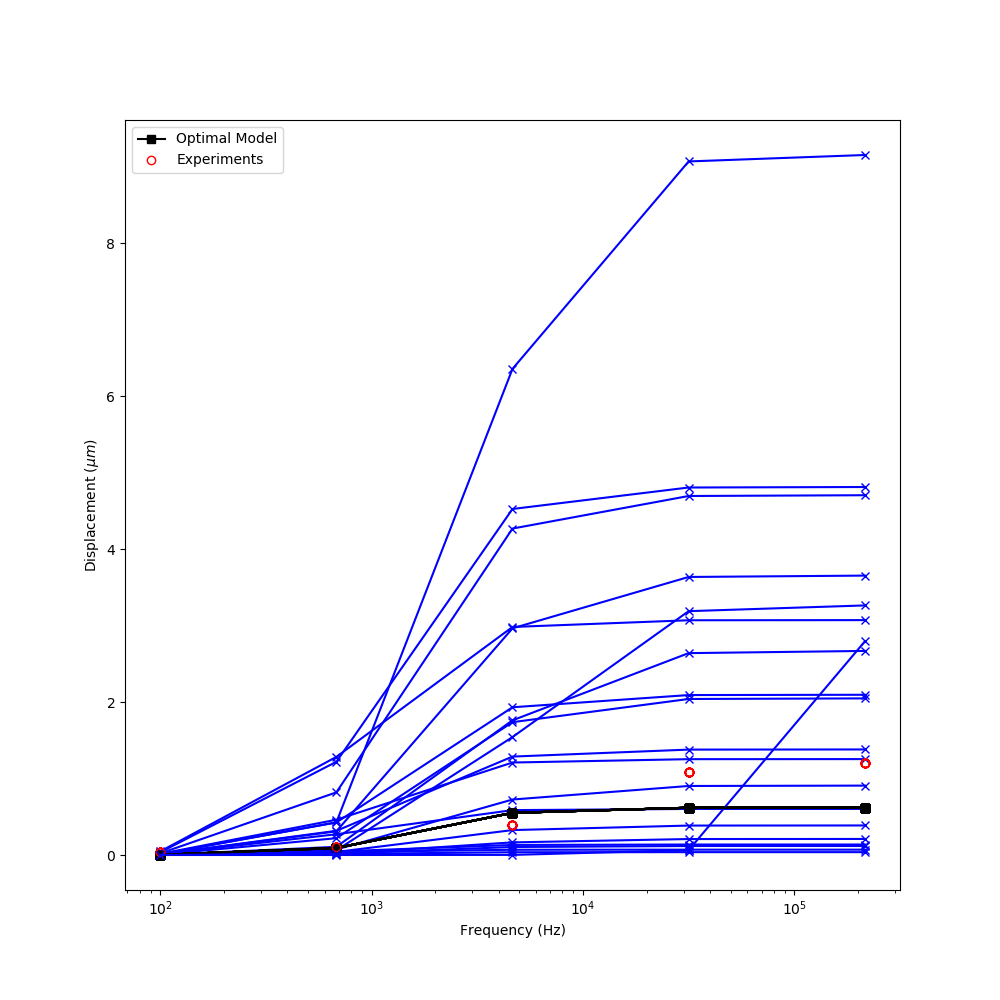 Optimal Model
Experiments
8
6
4
2
0
Displacement (μm)
10²
10³
10⁴
10⁵
Frequency (Hz)